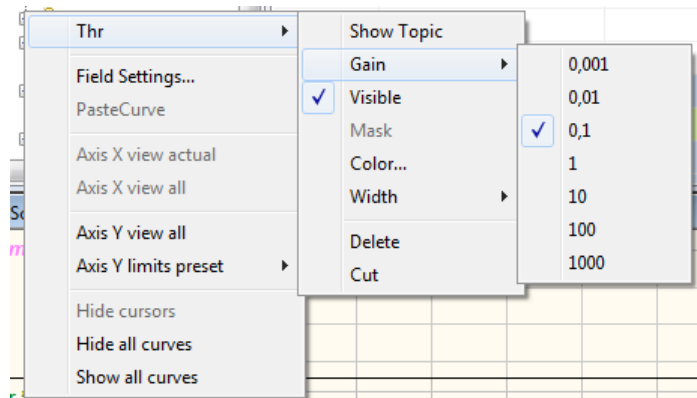 Thr
Field Settings...
PasteCurve
Axis X view actual
Axis X view all
Axis Y view all
Axis Y limits preset
Hide cursors
Hide all curves
Show all curves
Show Topic
Gain
Visible
Mask
Color...
Width
Delete
Cut
0,001
0,01
0,1
1
10
100
1000